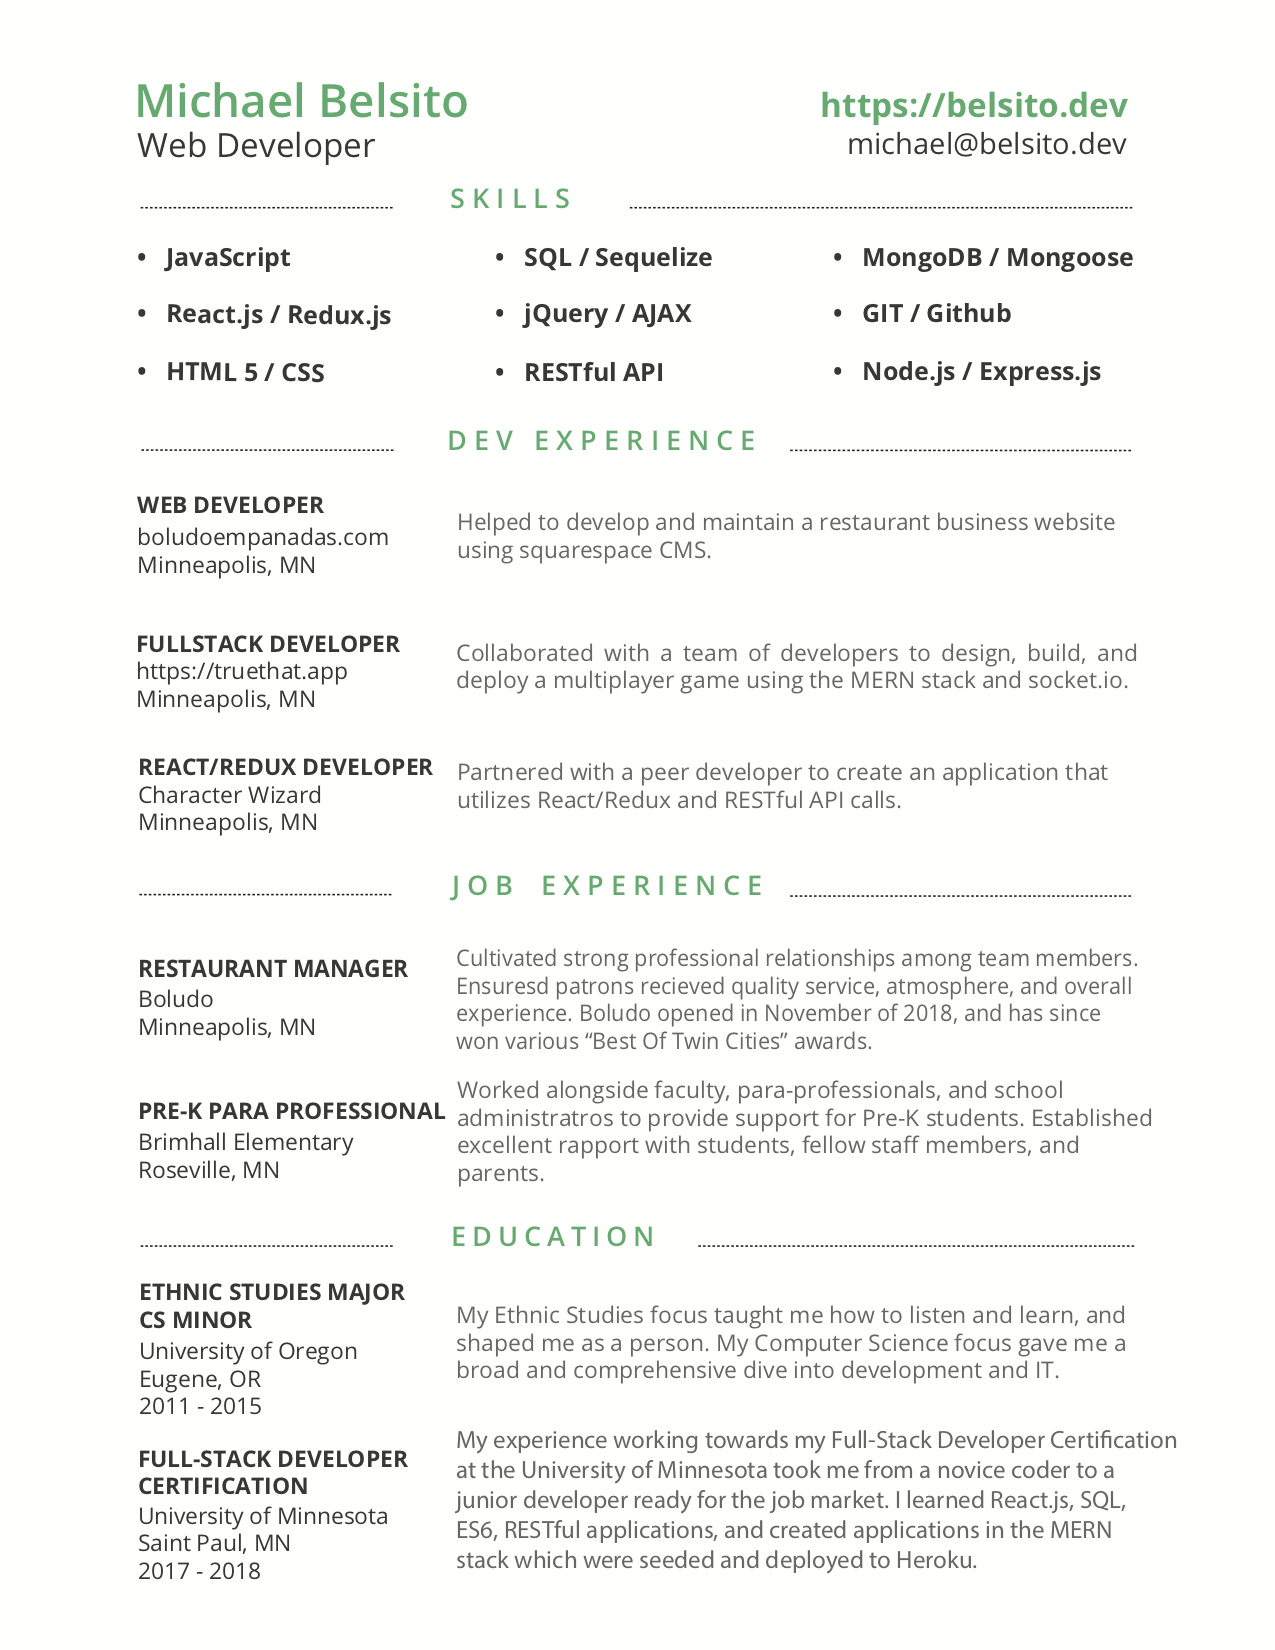 Michael Belsito
Web Developer
https://belsito.dev
michael@belsito.dev
SKILLS
• JavaScript
• SQL / Sequelize
• MongoDB / Mongoose
• React.js / Redux.js
• jQuery / AJAX
• GIT / Github
• HTML 5 / CSS
• RESTful API
• Node.js / Express.js
DEV EXPERIENCE
WEB DEVELOPER
boludoempanadas.com
Minneapolis, MN
Helped to develop and maintain a restaurant business website
using squarespace CMS.
FULLSTACK DEVELOPER
https://truethat.app
Minneapolis, MN
Collaborated with a team of developers to design, build, and
deploy a multiplayer game using the MERN stack and socket.io.
REACT/REDUX DEVELOPER
Character Wizard
Minneapolis, MN
Partnered with a peer developer to create an application that
utilizes React/Redux and RESTful API calls.
JOB EXPERIENCE
RESTAURANT MANAGER
Boludo
Minneapolis, MN
Cultivated strong professional relationships among team members.
Ensuresd patrons recieved quality service, atmosphere, and overall
experience. Boludo opened in November of 2018, and has since
won various “Best Of Twin Cities” awards.
PRE-K PARA PROFESSIONAL
Brimhall Elementary
Roseville, MN
Worked alongside faculty, para-professionals, and school
administratros to provide support for Pre-K students. Established
excellent rapport with students, fellow staff members, and
parents.
EDUCATION
ETHNIC STUDIES MAJOR
CS MINOR
University of Oregon
Eugene, OR
2011 - 2015
My Ethnic Studies focus taught me how to listen and learn, and
shaped me as a person. My Computer Science focus gave me a
broad and comprehensive dive into development and IT.
FULL-STACK DEVELOPER
CERTIFICATION
University of Minnesota
Saint Paul, MN
2017 - 2018
My experience working towards my Full-Stack Developer Certification
at the University of Minnesota took me from a novice coder to a
junior developer ready for the job market. I learned React.js, SQL,
ES6, RESTful applications, and created applications in the MERN
stack which were seeded and deployed to Heroku.